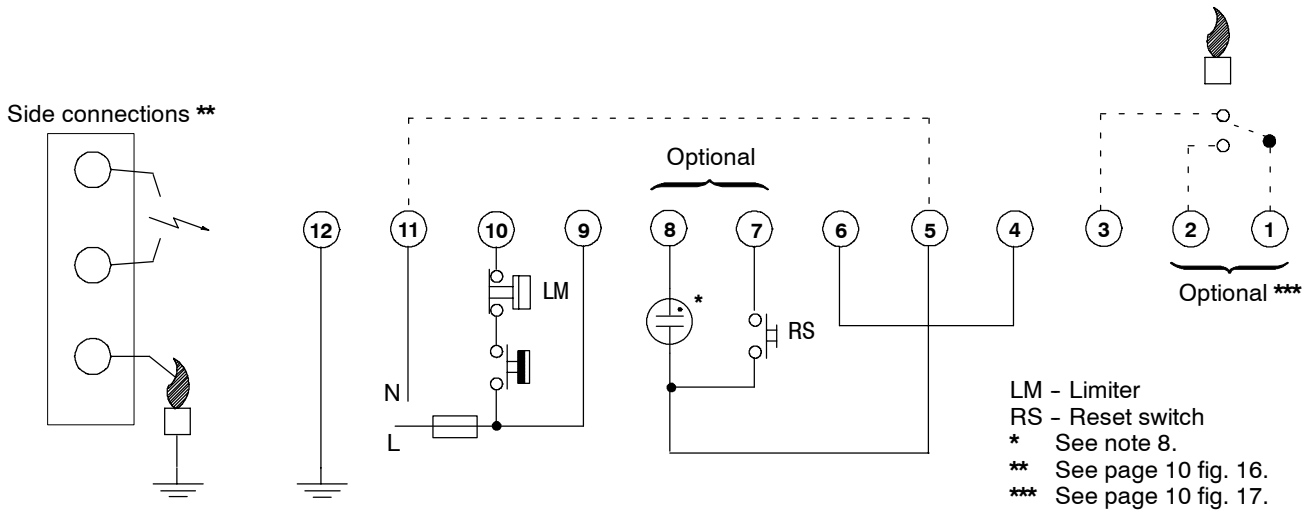 Side connections **
Optional
12 11 10 9 8 7 6 5 4 3 2 1
LM
*
RS
Optional ***
N
L
LM - Limiter
RS - Reset switch
* See note 8.
** See page 10 fig. 16.
*** See page 10 fig. 17.